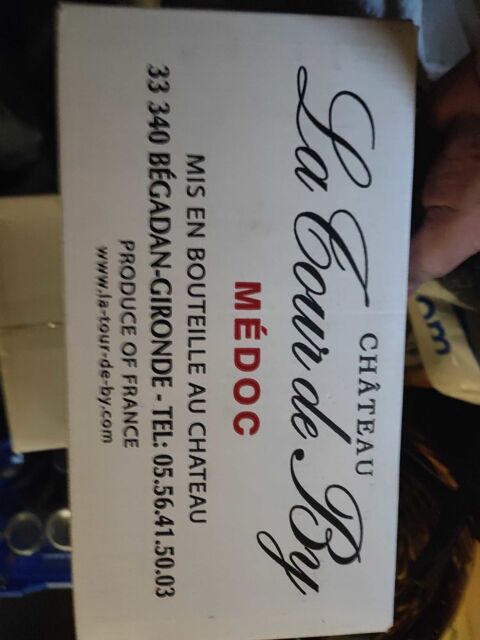 CHÂTEAU
La Tour de By
MÉDOC
MIS EN BOUTEILLE AU CHATEAU
33 340 BÉGADAN-GIRONDE - TEL: 05.56.41.50.03
PRODUCE OF FRANCE
www.la-tour-de-by.com
om